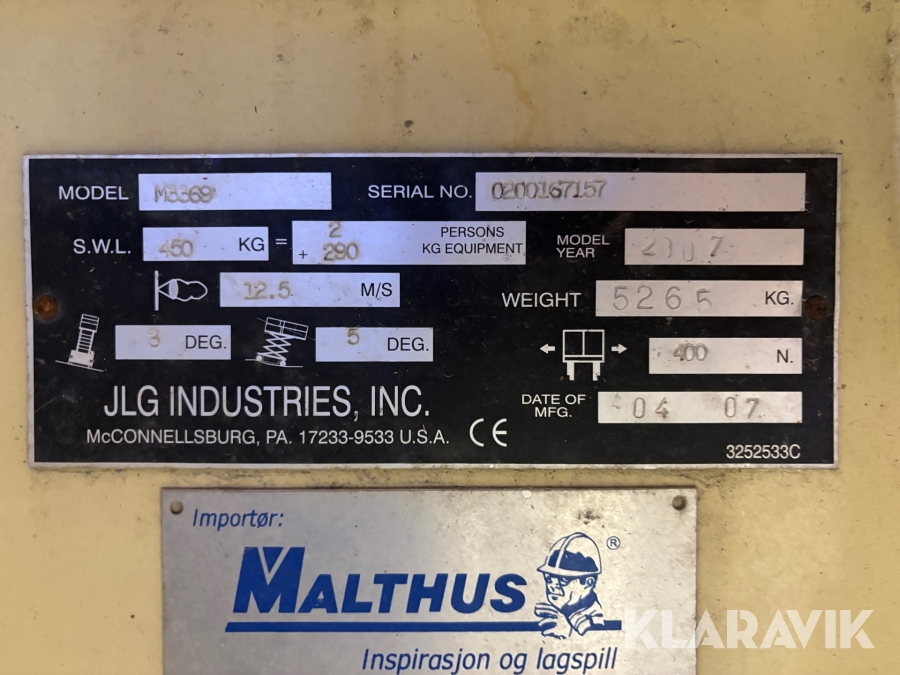 MODEL M3369 SERIAL NO. 0200167157
S.W.L. 450 KG = 2 PERSONS
+ 290 KG EQUIPMENT
MODEL YEAR 2007
12.5 M/S
WEIGHT 5265 KG.
3 DEG. 5 DEG.
400 N.
JLG INDUSTRIES, INC.
DATE OF MFG. 04 07
McCONNELLSBURG, PA. 17233-9533 U.S.A. CE
3252533C
Importør:
MALTHUS ®
Inspirasjon og lagspill
KLARAVIK